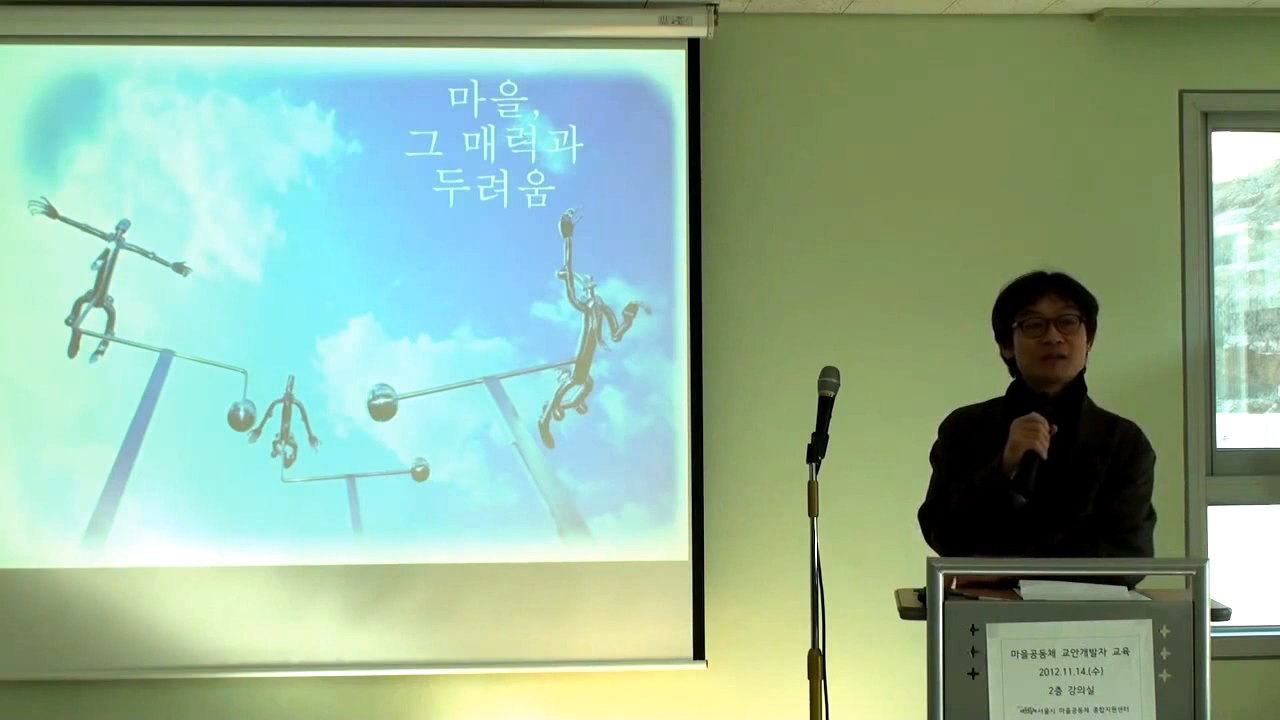 마을,
그 매력과
두려움
마을공동체 교안개발자 교육
2012.11.14.(수)
2층 강의실
서울시 마을공동체 종합지원센터